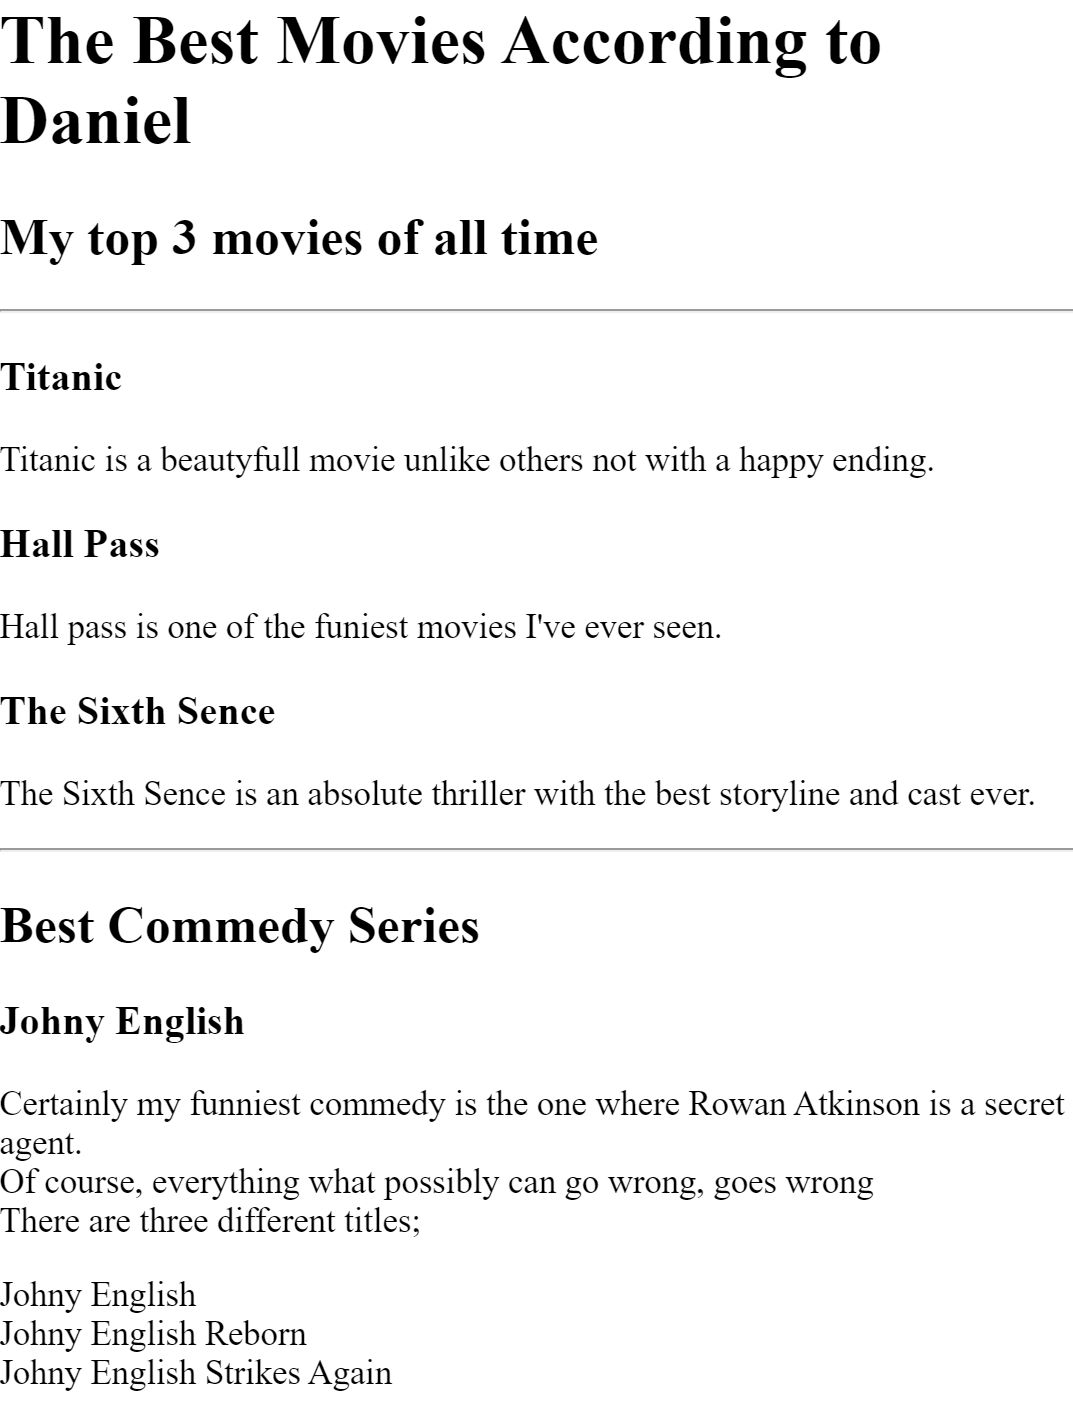 The Best Movies According to
Daniel
My top 3 movies of all time
Titanic
Titanic is a beautyfull movie unlike others not with a happy ending.
Hall Pass
Hall pass is one of the funiest movies I've ever seen.
The Sixth Sence
The Sixth Sence is an absolute thriller with the best storyline and cast ever.
Best Commedy Series
Johny English
Certainly my funniest commedy is the one where Rowan Atkinson is a secret
agent.
Of course, everything what possibly can go wrong, goes wrong
There are three different titles;
Johny English
Johny English Reborn
Johny English Strikes Again